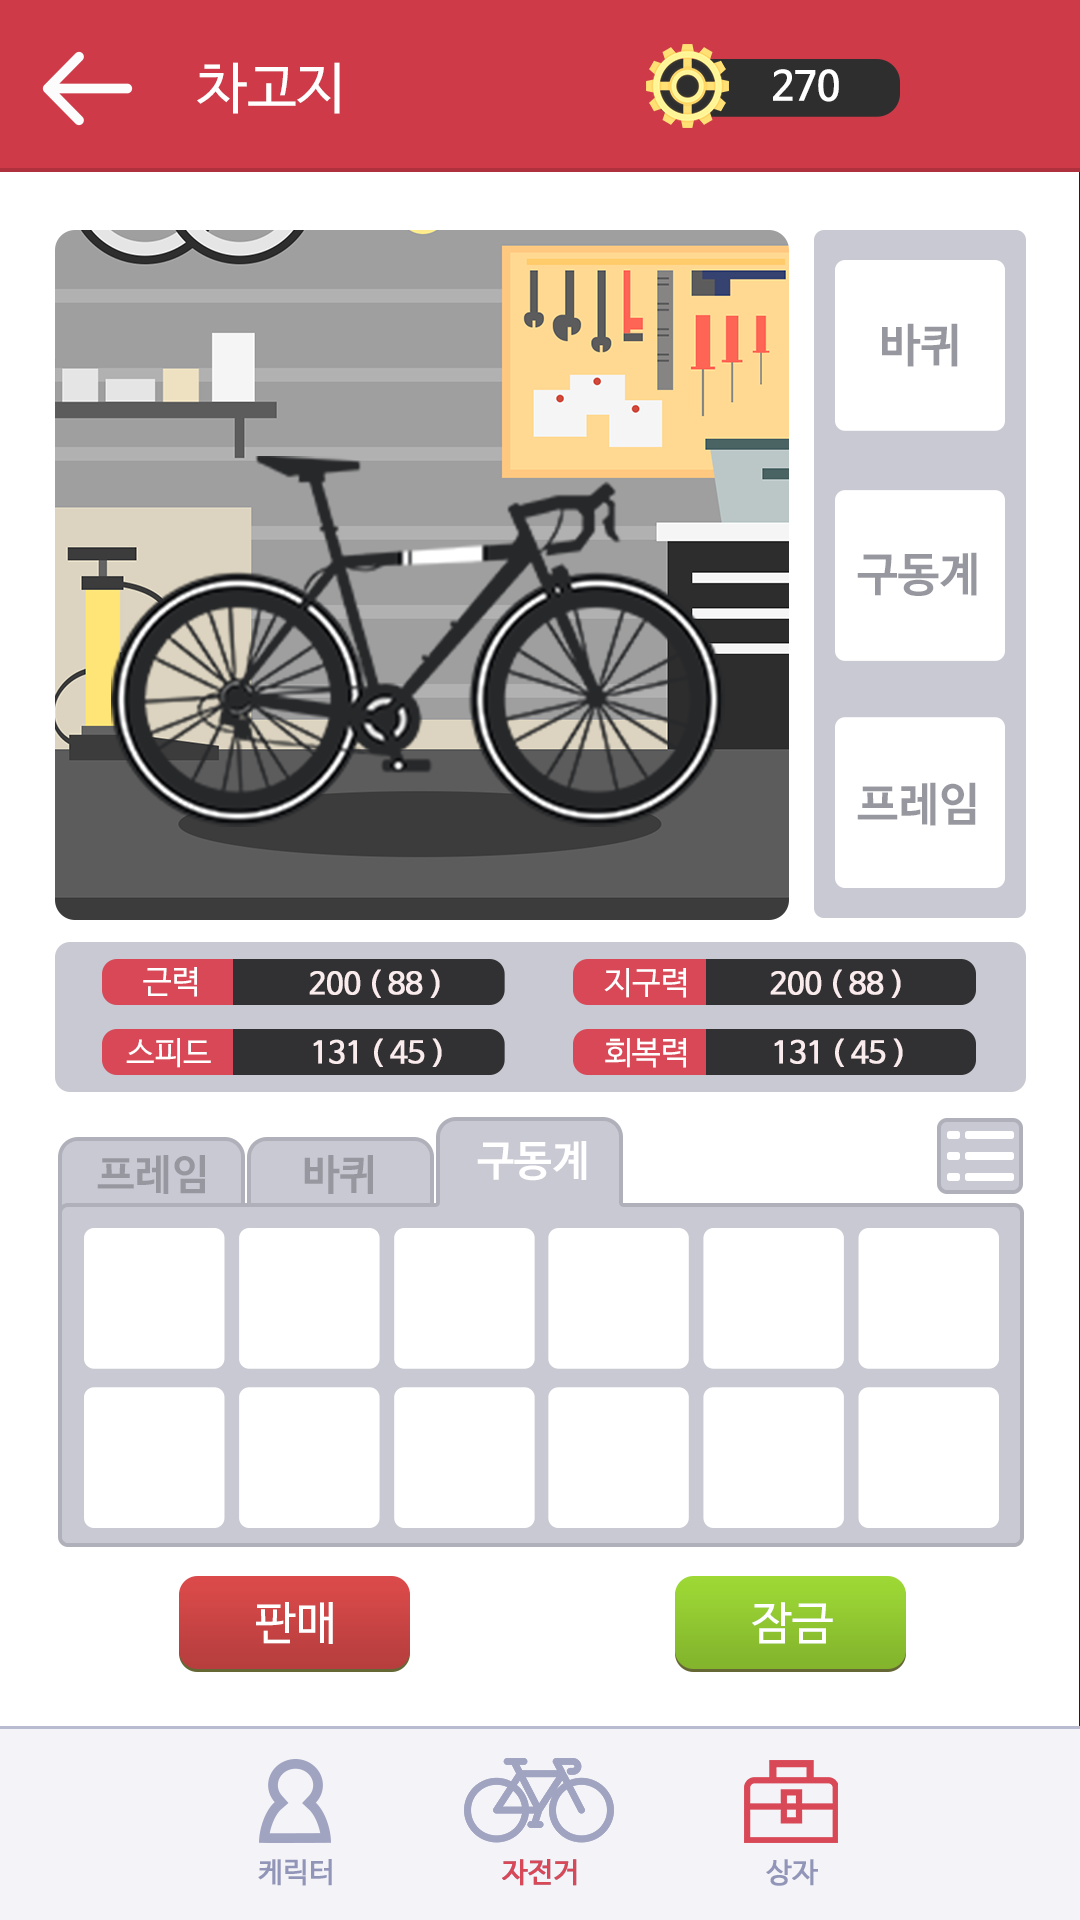 차고지 270
바퀴
구동계
프레임
근력 200 ( 88 ) 지구력 200 ( 88 )
스피드 131 ( 45 ) 회복력 131 ( 45 )
프레임 바퀴 구동계
판매 잠금
케릭터 자전거 상자